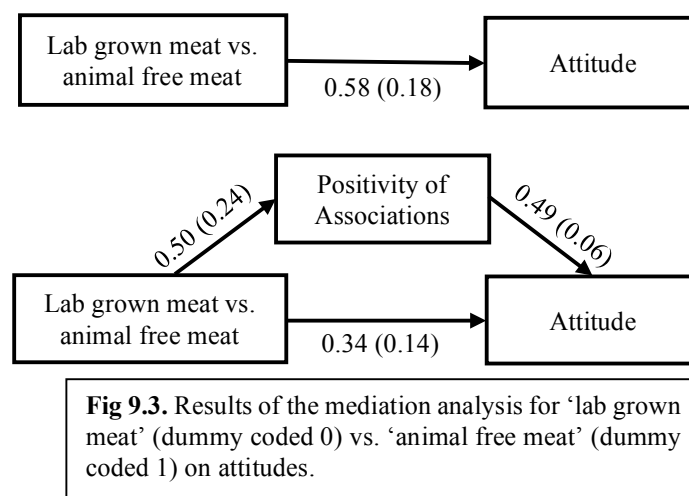 Lab grown meat vs.
animal free meat
0.58 (0.18)
Attitude
Positivity of
Associations
0.50 (0.24)
0.49 (0.06)
Lab grown meat vs.
animal free meat
0.34 (0.14)
Attitude
Fig 9.3. Results of the mediation analysis for ‘lab grown
meat’ (dummy coded 0) vs. ‘animal free meat’ (dummy
coded 1) on attitudes.